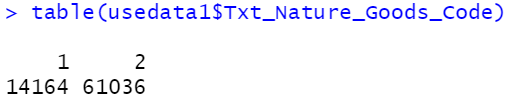 > table(usedata1$Txt_Nature_Goods_Code)
1 2
14164 61036